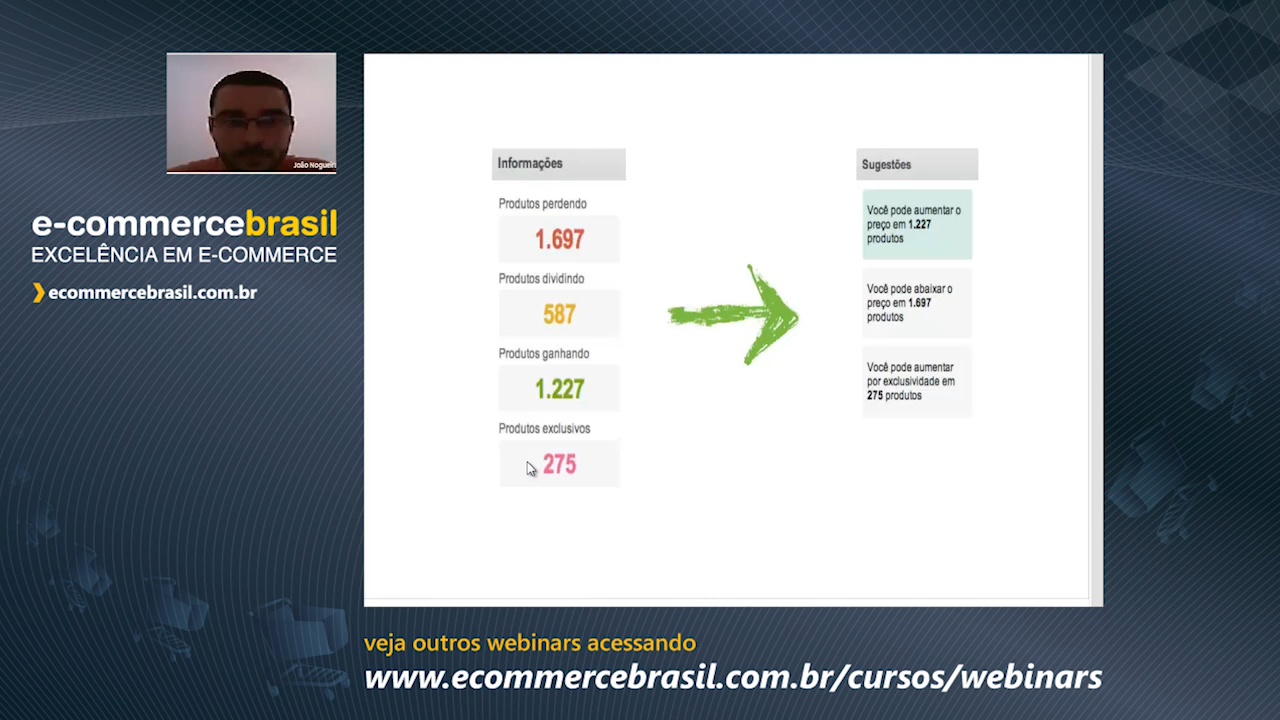 João Nogueir
e-commercebrasil
EXCELÊNCIA EM E-COMMERCE
ecommercebrasil.com.br
Informações
Produtos perdendo
1.697
Produtos dividindo
587
Produtos ganhando
1.227
Produtos exclusivos
275
Sugestões
Você pode aumentar o
preço em 1.227
produtos
Você pode abaixar o
preço em 1.697
produtos
Você pode aumentar
por exclusividade em
275 produtos
veja outros webinars acessando
www.ecommercebrasil.com.br/cursos/webinars